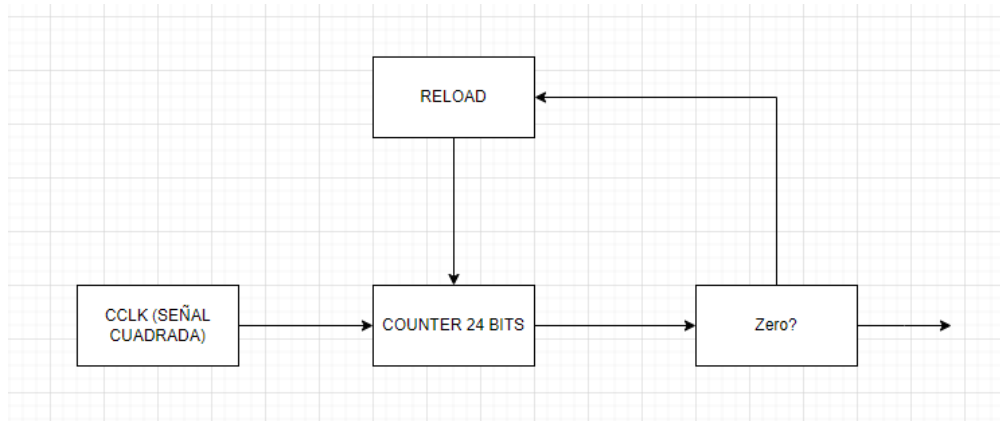 RELOAD
CCLK (SEÑAL
CUADRADA)
COUNTER 24 BITS
Zero?